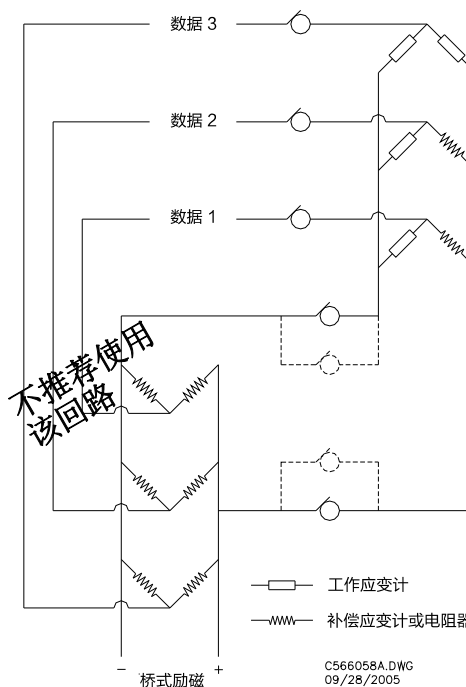 数据 3
数据 2
数据 1
不推荐使用
该回路
工作应变计
补偿应变计或电阻器
− +
桥式励磁
C566058A.DWG
09/28/2005